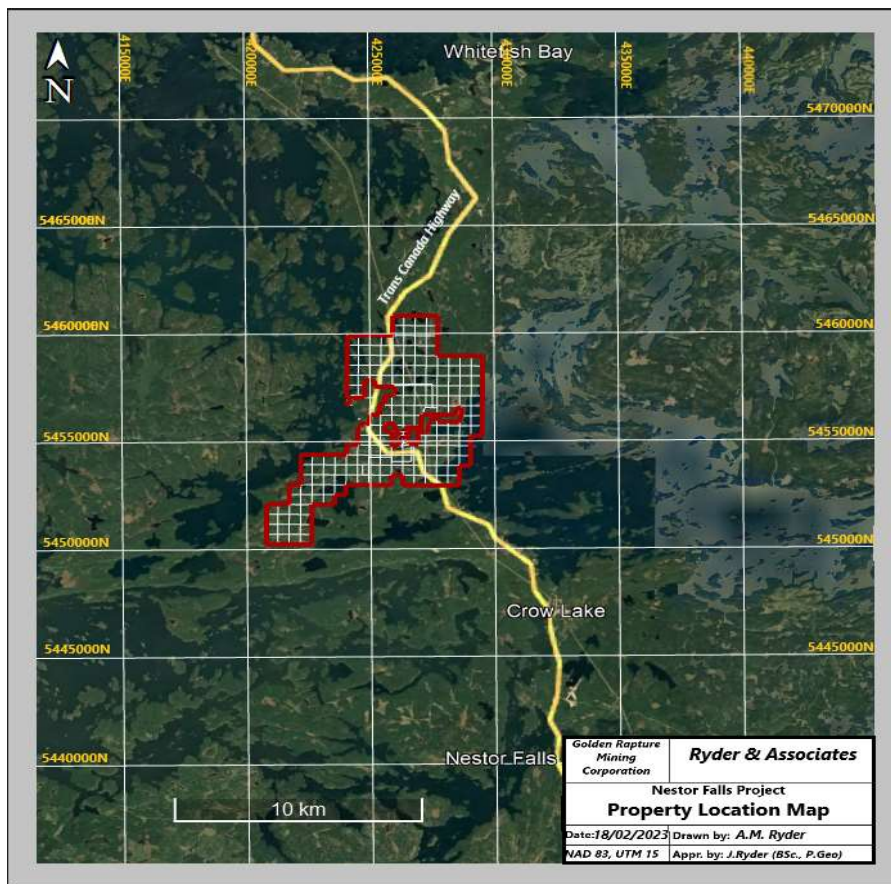 N
415000E
420000E
425000E
430000E
435000E
440000E
Whitefish Bay
5470000N
5465000N
5465000N
Trans Canada Highway
5460000N
546000N
5455000N
5455000N
5450000N
545000N
Crow Lake
5445000N
5445000N
5440000N
Nestor Falls
10 km
Golden Rapture
Mining
Corporation
Ryder & Associates
Nestor Falls Project
Property Location Map
Date:18/02/2023
Drawn by: A.M. Ryder
NAD 83, UTM 15
Appr. by: J.Ryder (BSc., P.Geo)